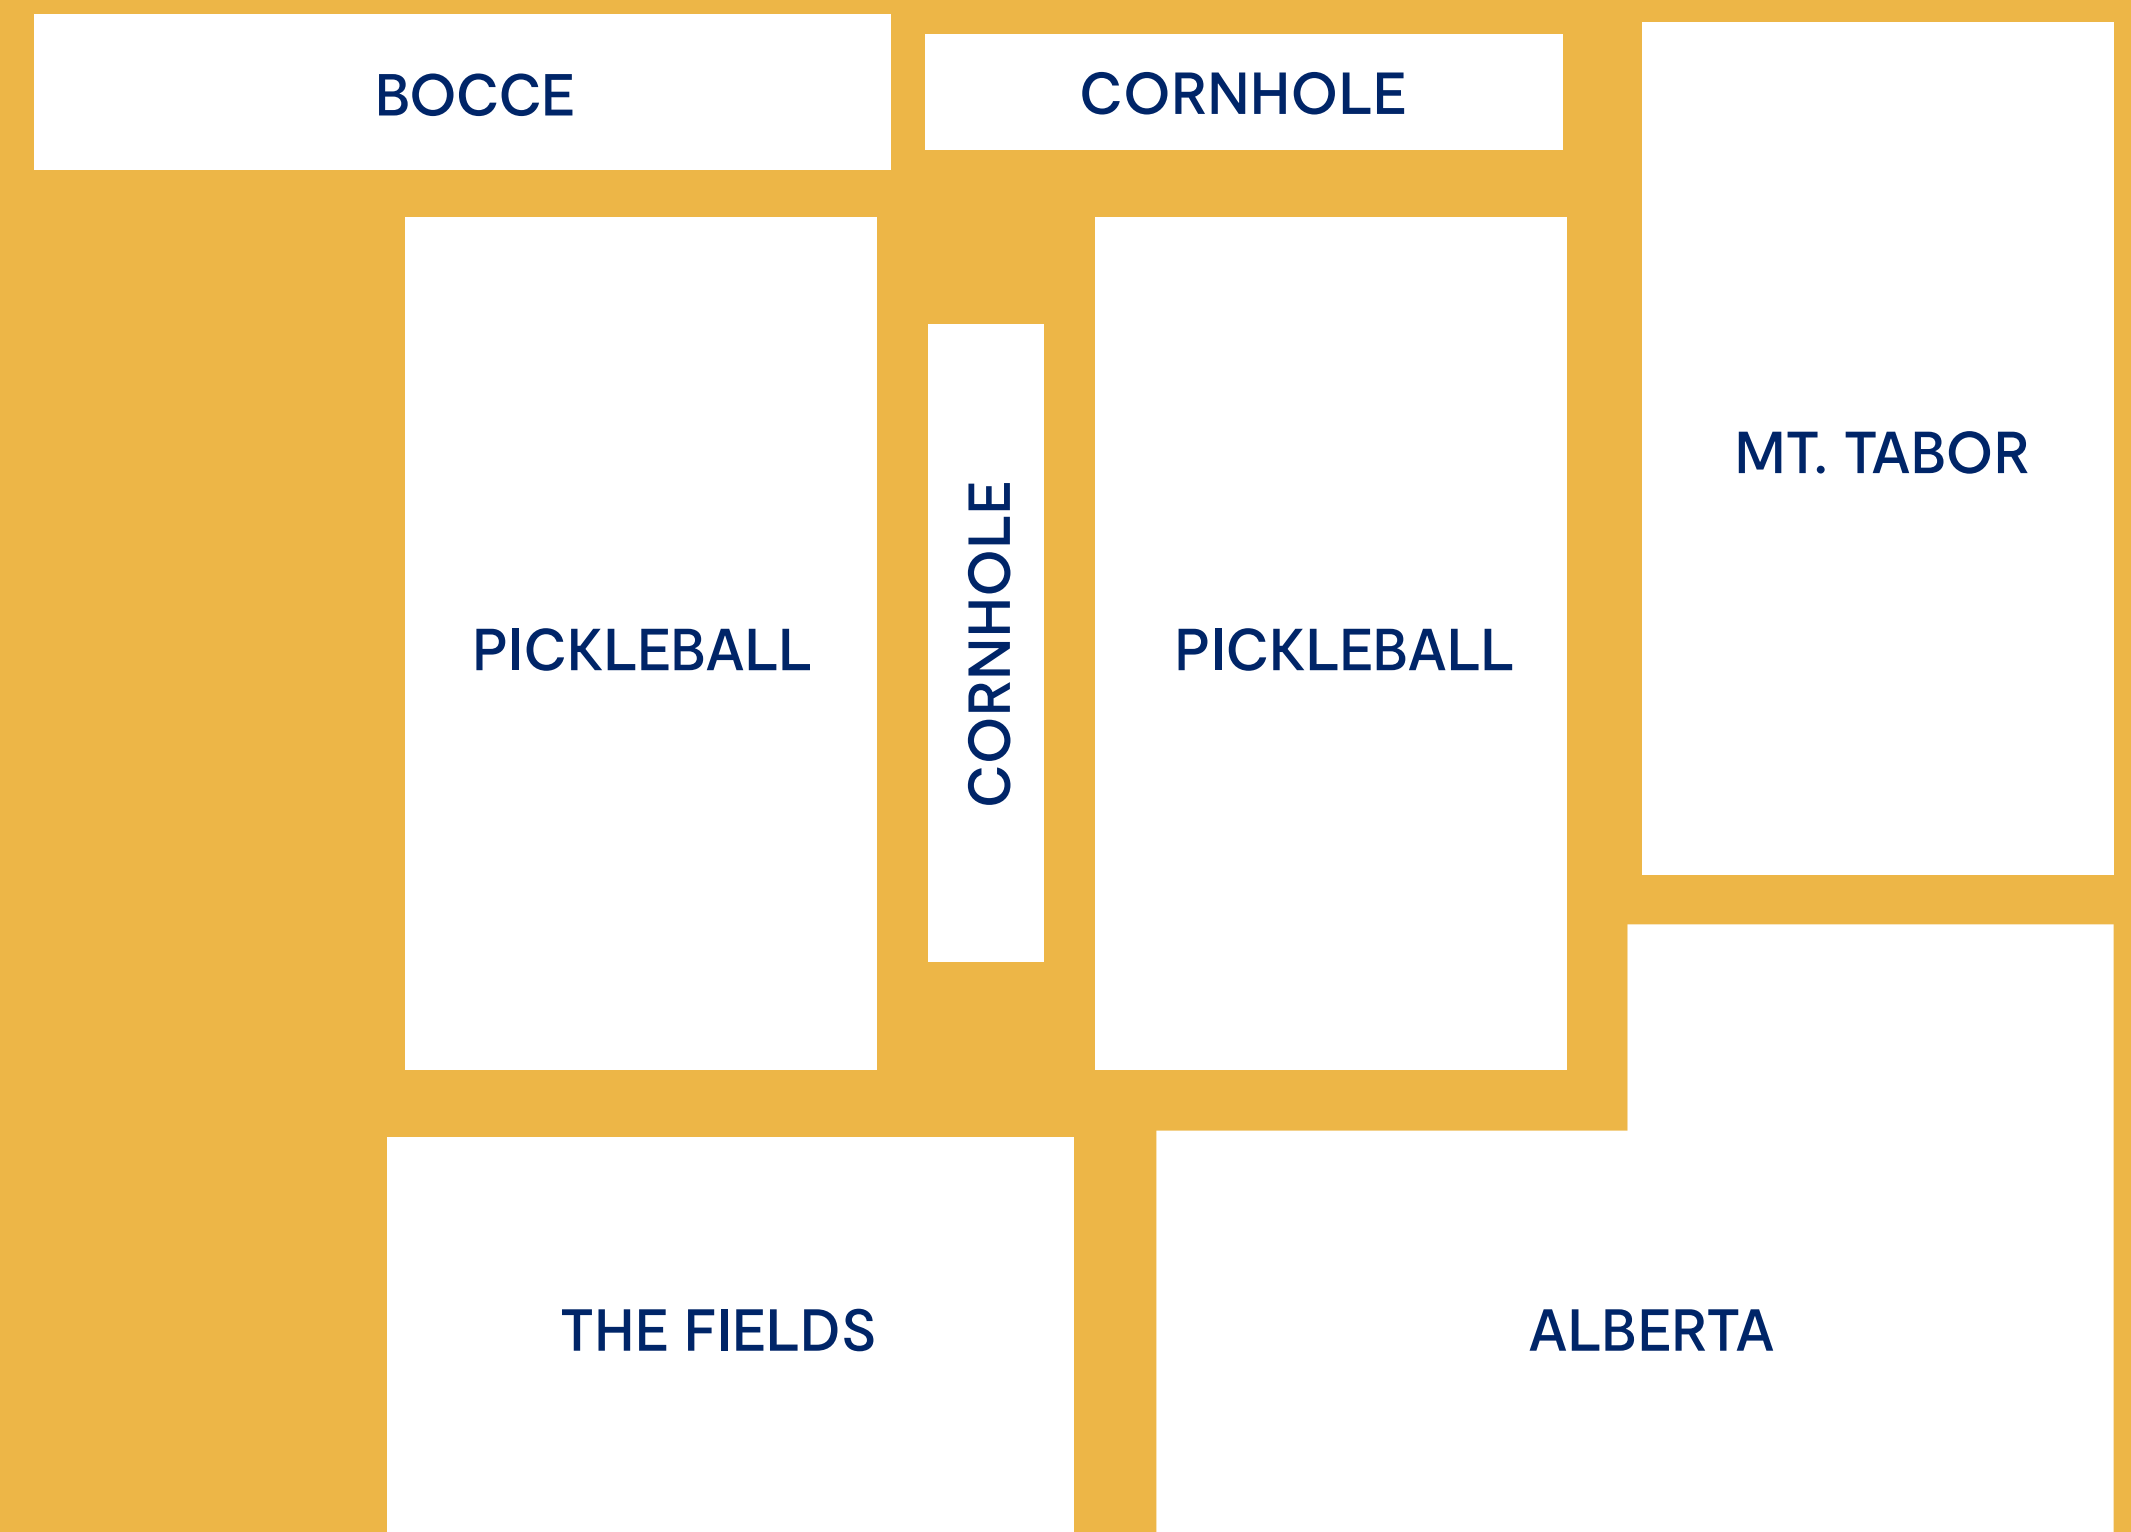 BOCCE
CORNHOLE
MT. TABOR
PICKLEBALL
CORNHOLE
PICKLEBALL
THE FIELDS
ALBERTA